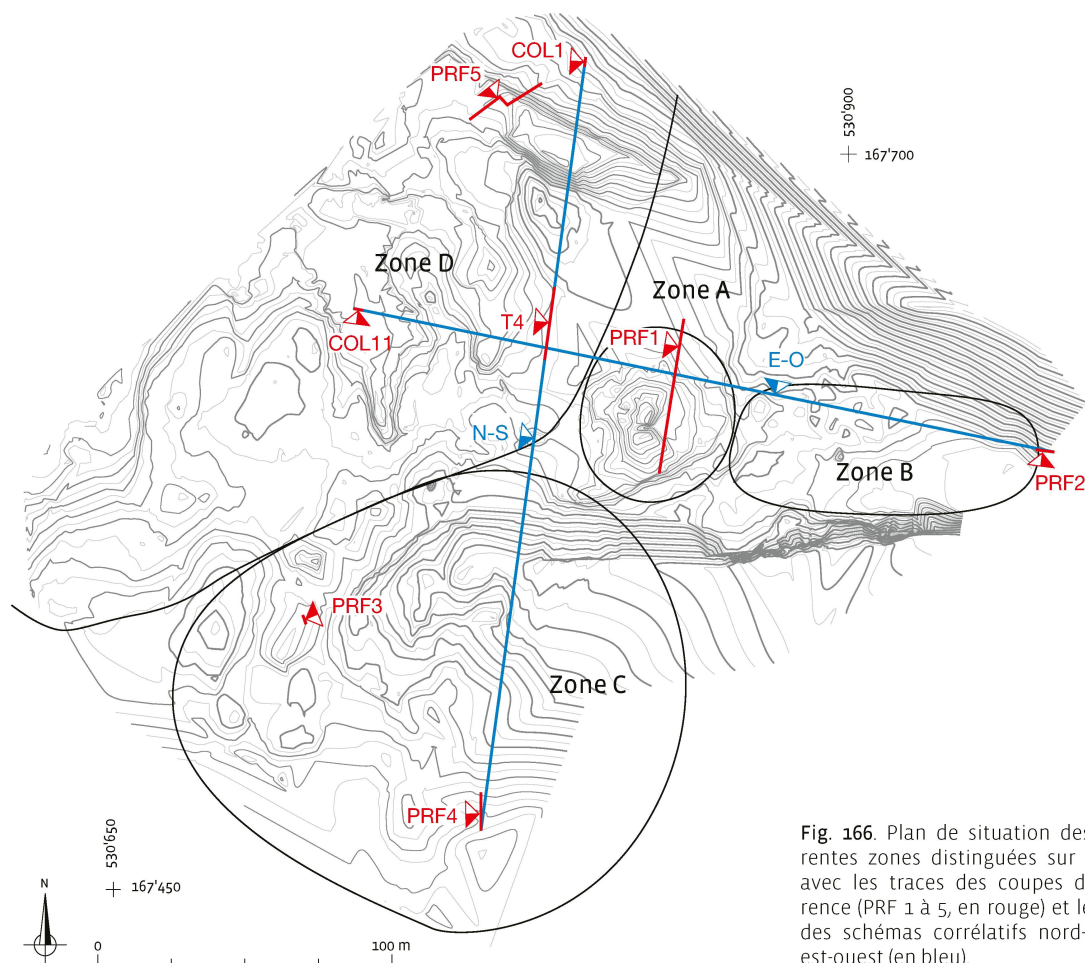 COL1
PRF5
530'900
167'700
Zone D
Zone A
T4
PRF1
COL11
E-O
N-S
Zone B
PRF2
PRF3
Zone C
PRF4
530'650
167'450
N
0
100 m
Fig. 166. Plan de situation des
rentes zones distinguées sur
avec les traces des coupes d
rence (PRF 1 à 5, en rouge) et le
des schémas corrélatifs nord-
est-ouest (en bleu).